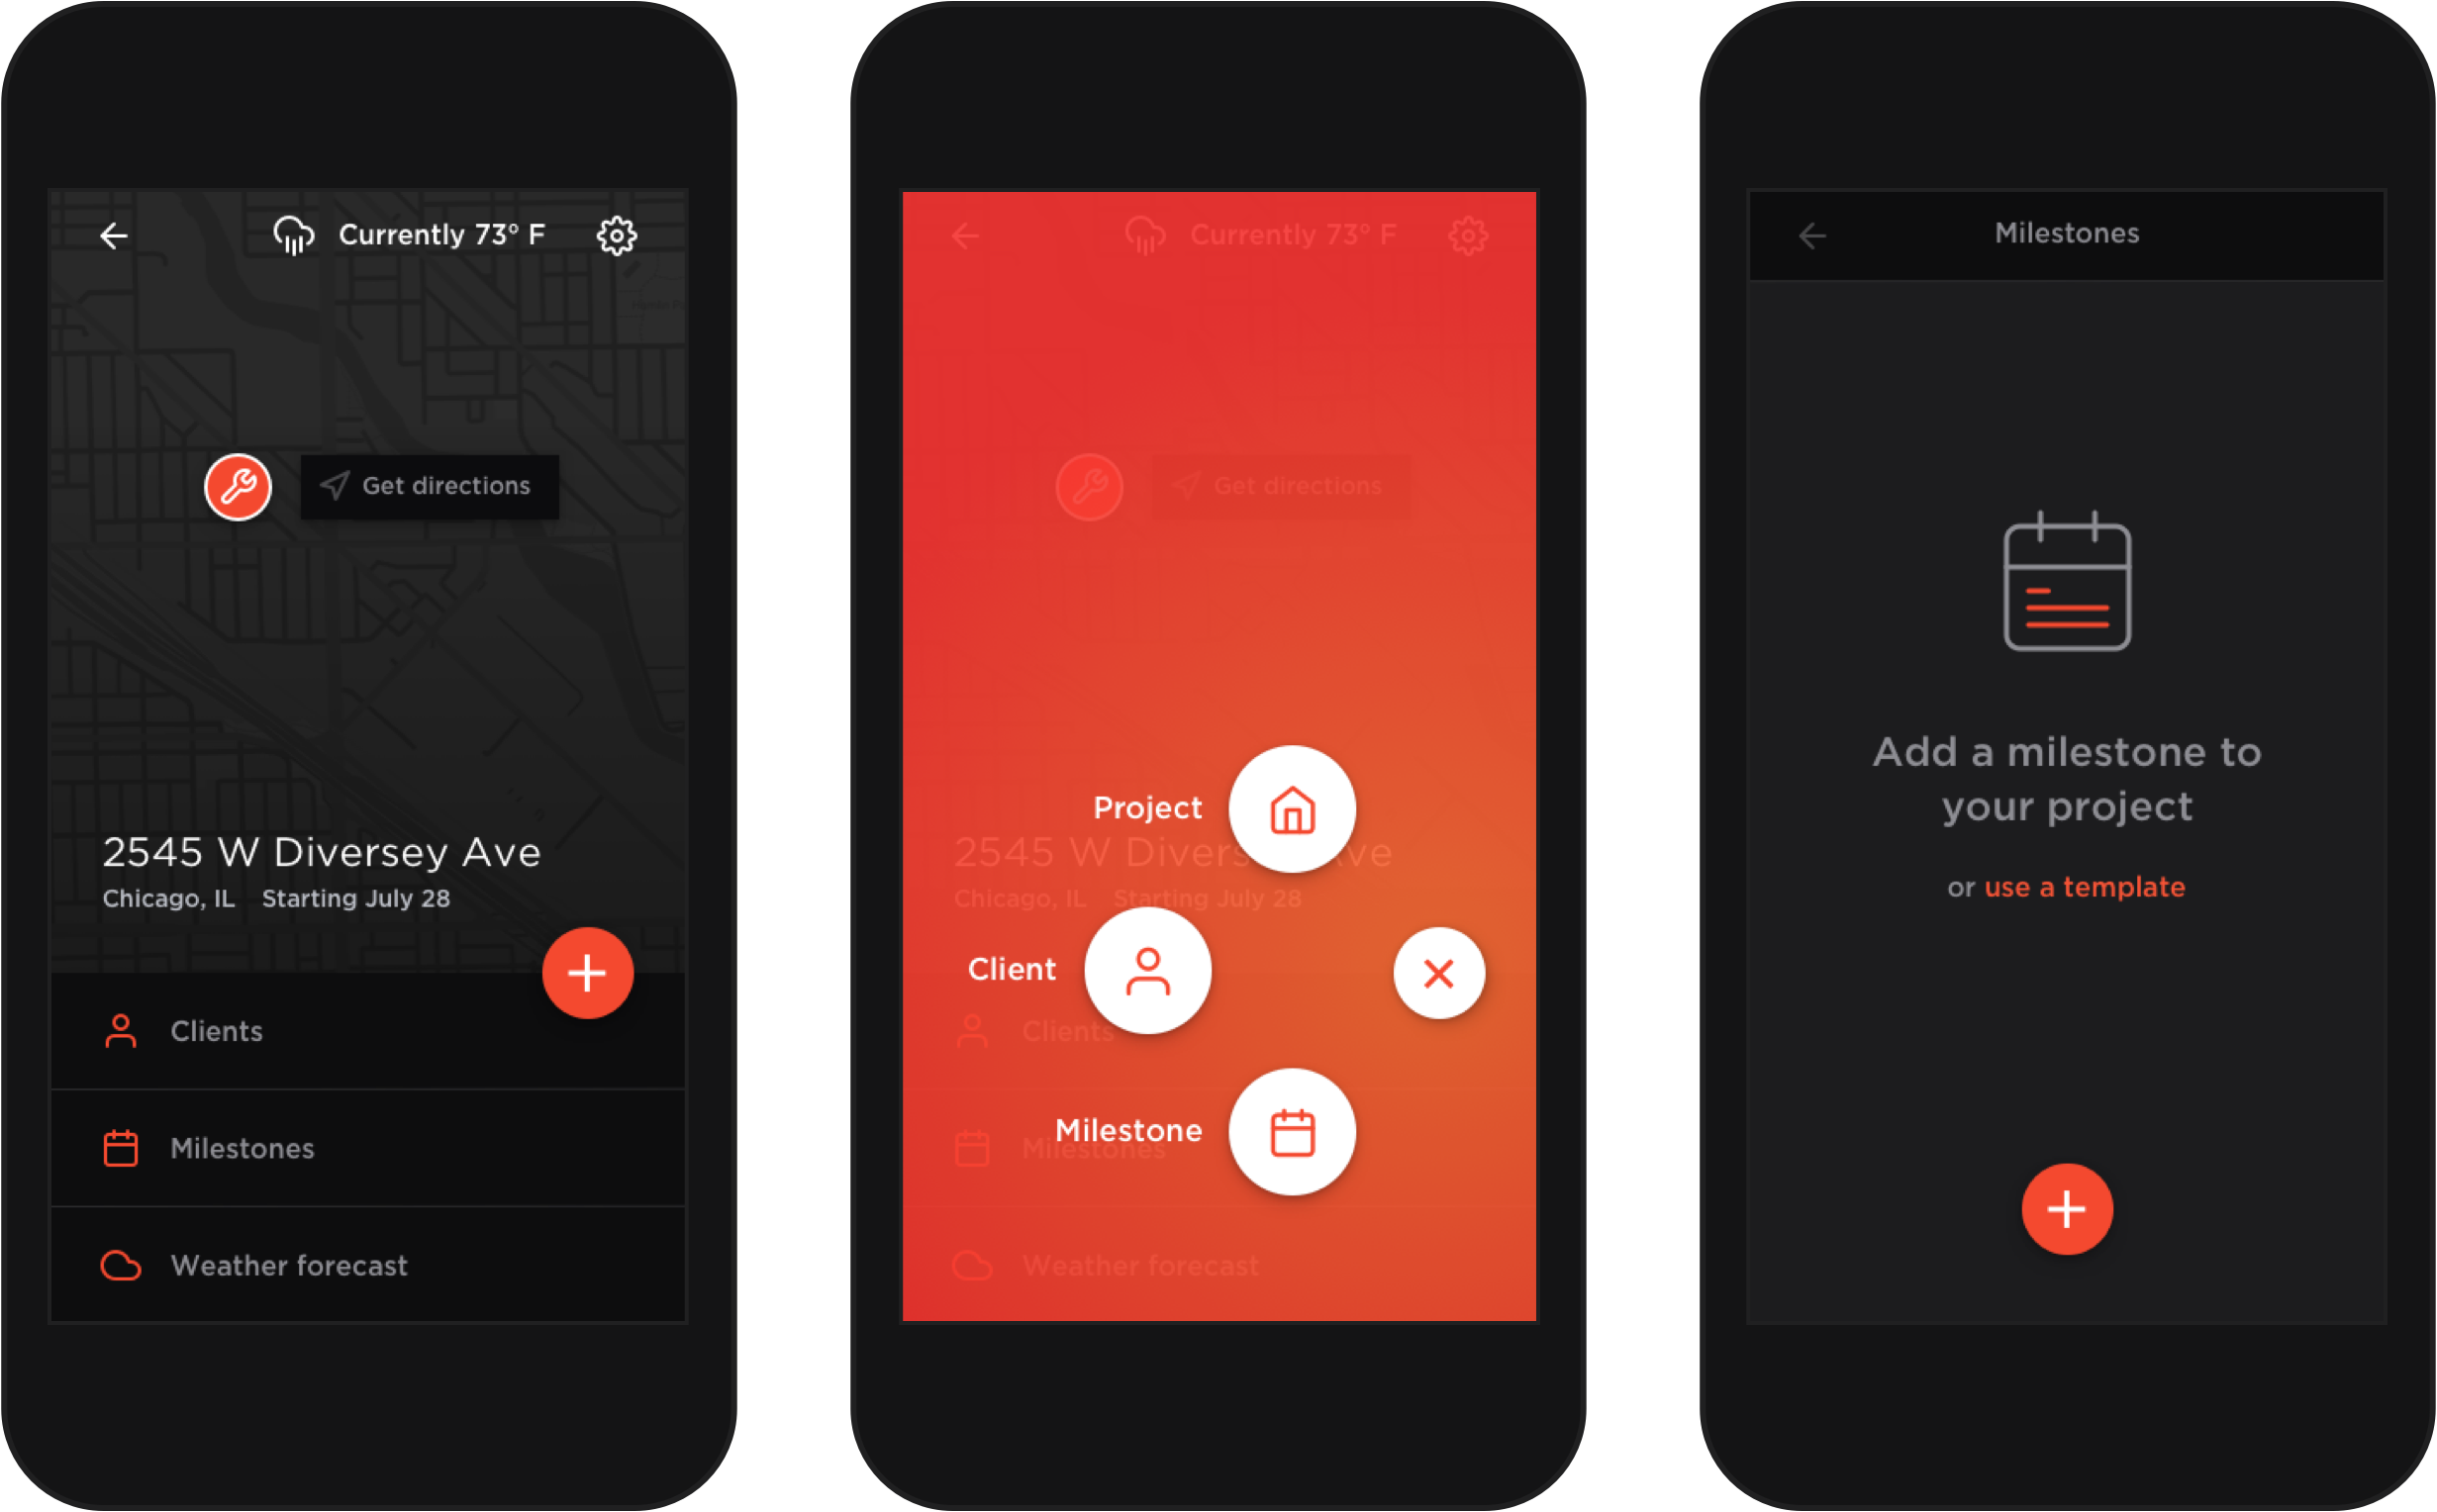 Currently 73° F
Get directions
2545 W Diversey Ave
Chicago, IL Starting July 28
Clients
Milestones
Weather forecast
Currently 73° F
Get directions
Project
2545 W Divers ve
Chicago, IL Starting July 28
Client
Clients
Milestone
Milestones
Weather forecast
Milestones
Add a milestone to
your project
or use a template